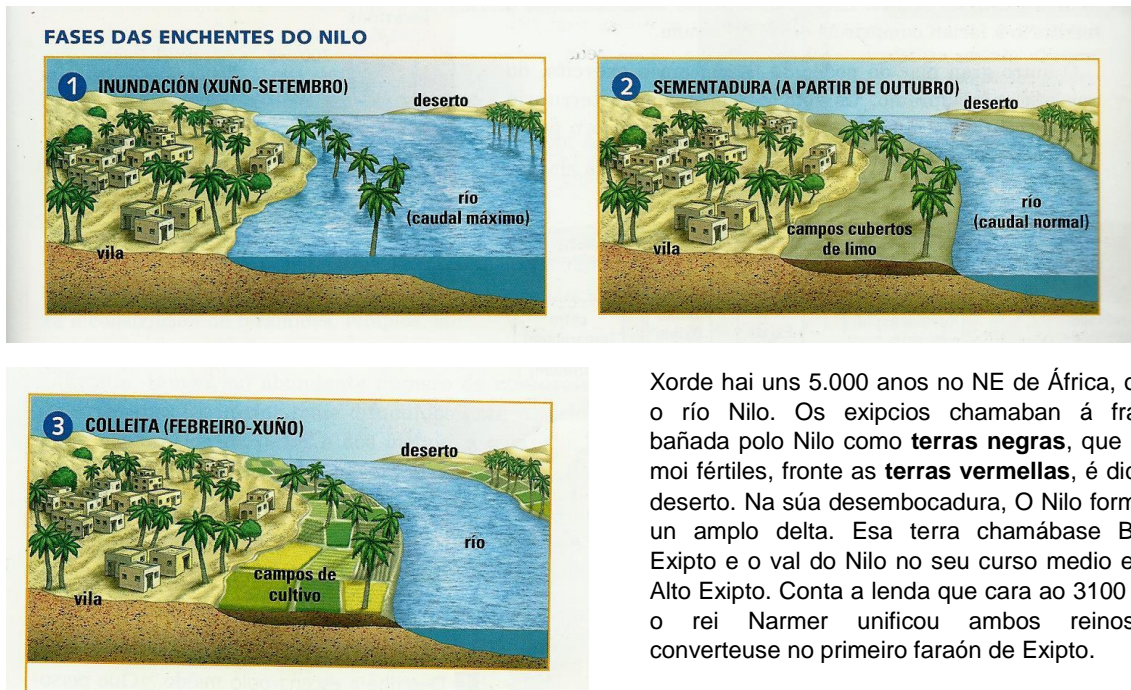 FASES DAS ENCHENTES DO NILO
1 INUNDACIÓN (XUÑO-SETEMBRO)
deserto
río
(caudal máximo)
vila
2 SEMENTADURA (A PARTIR DE OUTUBRO)
deserto
río
(caudal normal)
campos cubertos
de limo
vila
3 COLLEITA (FEBREIRO-XUÑO)
deserto
río
campos de
cultivo
vila
Xorde hai uns 5.000 anos no NE de África,
o río Nilo. Os exipcios chamaban á
bañada polo Nilo como terras negras, que
moi fértiles, fronte as terras vermellas, é
deserto. Na súa desembocadura, O Nilo
un amplo delta. Esa terra chamábase
Exipto e o val do Nilo no seu curso medio
Alto Exipto. Conta a lenda que cara ao 3100
o rei Narmer unificou ambos reinos
converteuse no primeiro faraón de Exipto.